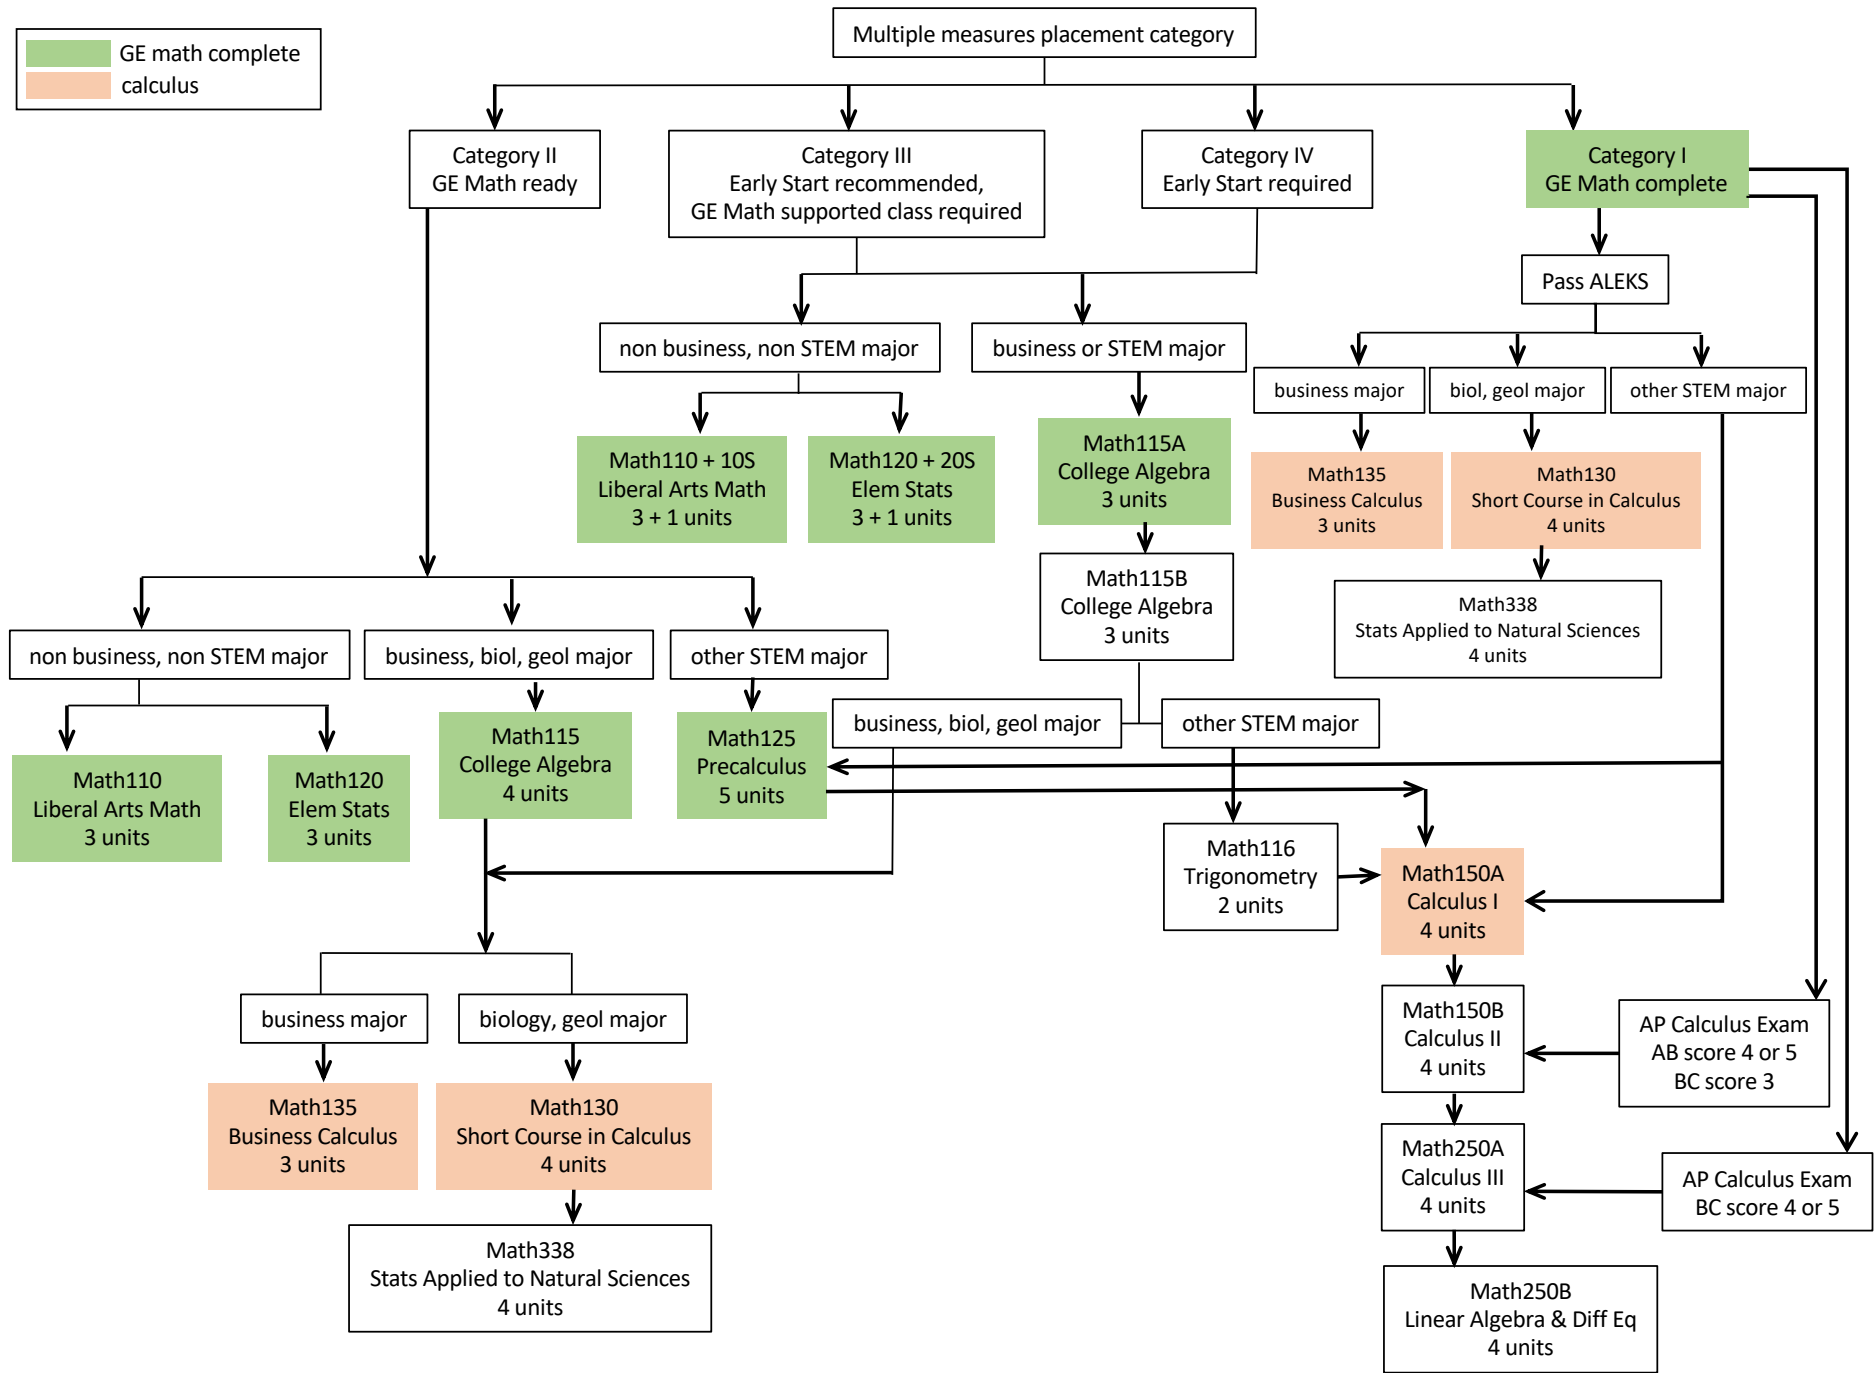 GE math complete
calculus
Multiple measures placement category
Category II
GE Math ready
Category III
Early Start recommended,
GE Math supported class required
Category IV
Early Start required
Category I
GE Math complete
Pass ALEKS
non business, non STEM major
business or STEM major
business major
biol, geol major
other STEM major
Math110 + 10S
Liberal Arts Math
3 + 1 units
Math120 + 20S
Elem Stats
3 + 1 units
Math115A
College Algebra
3 units
Math135
Business Calculus
3 units
Math130
Short Course in Calculus
4 units
Math115B
College Algebra
3 units
Math338
Stats Applied to Natural Sciences
4 units
non business, non STEM major
business, biol, geol major
other STEM major
business, biol, geol major
other STEM major
Math110
Liberal Arts Math
3 units
Math120
Elem Stats
3 units
Math115
College Algebra
4 units
Math125
Precalculus
5 units
Math116
Trigonometry
2 units
Math150A
Calculus I
4 units
business major
biology, geol major
Math150B
Calculus II
4 units
AP Calculus Exam
AB score 4 or 5
BC score 3
Math135
Business Calculus
3 units
Math130
Short Course in Calculus
4 units
Math250A
Calculus III
4 units
AP Calculus Exam
BC score 4 or 5
Math338
Stats Applied to Natural Sciences
4 units
Math250B
Linear Algebra & Diff Eq
4 units